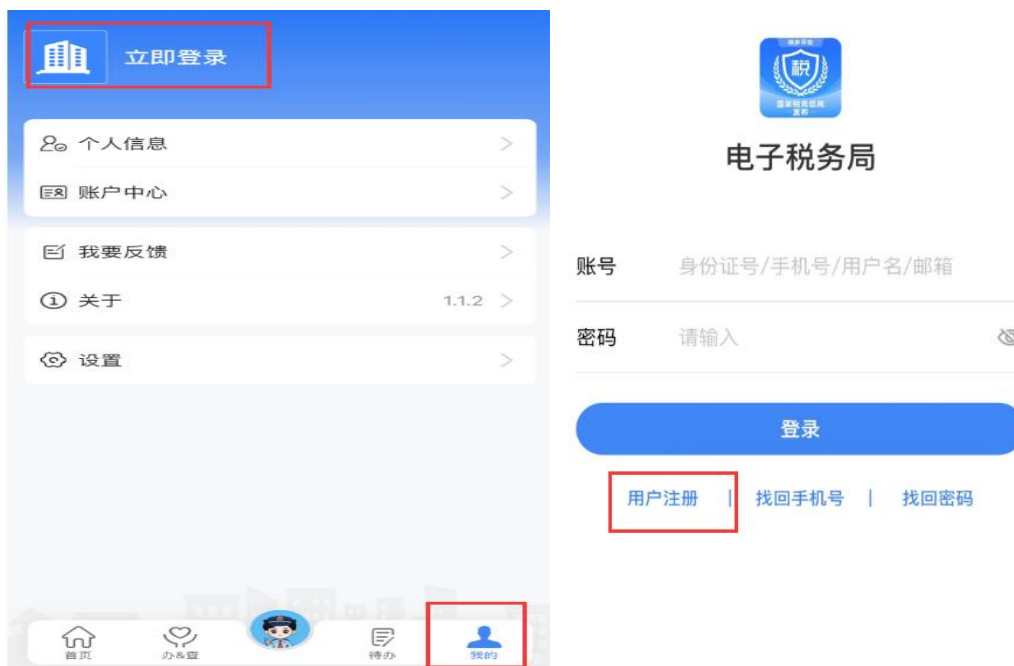 立即登录
个人信息
账户中心
我要反馈
关于 1.1.2
设置
首页 办&查 待办 我的
税
电子税务局
账号 身份证号/手机号/用户名/邮箱
密码 请输入
登录
用户注册 | 找回手机号 | 找回密码